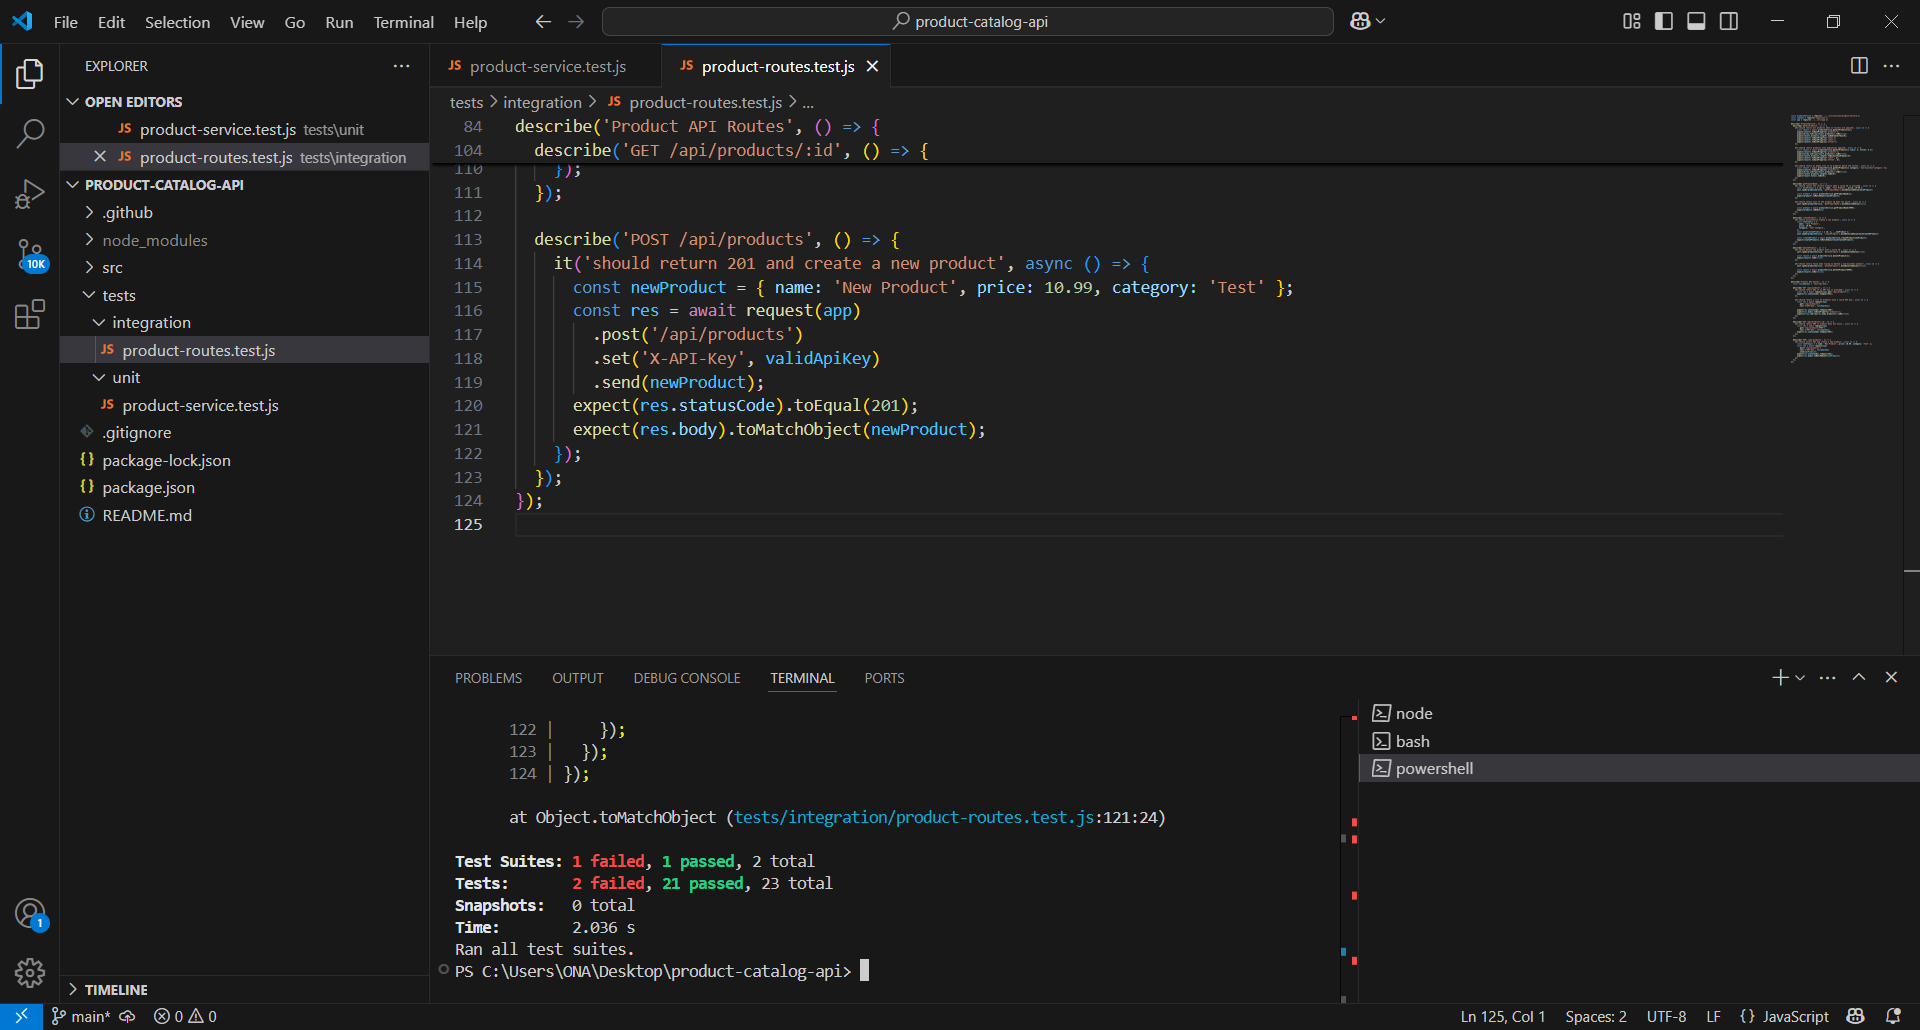 File Edit Selection View Go Run Terminal Help
product-catalog-api
EXPLORER
OPEN EDITORS
JS product-service.test.js tests\unit
JS product-routes.test.js tests\integration
PRODUCT-CATALOG-API
.github
node_modules
src
tests
integration
JS product-routes.test.js
unit
JS product-service.test.js
.gitignore
{} package-lock.json
{} package.json
README.md
TIMELINE
10K
1
JS product-service.test.js
JS product-routes.test.js
tests > integration > JS product-routes.test.js > ...
84 describe('Product API Routes', () => {
104 describe('GET /api/products/:id', () => {
110 });
111 });
112
113 describe('POST /api/products', () => {
114 it('should return 201 and create a new product', async () => {
115 const newProduct = { name: 'New Product', price: 10.99, category: 'Test' };
116 const res = await request(app)
117 .post('/api/products')
118 .set('X-API-Key', validApiKey)
119 .send(newProduct);
120 expect(res.statusCode).toEqual(201);
121 expect(res.body).toMatchObject(newProduct);
122 });
123 });
124 });
125
PROBLEMS OUTPUT DEBUG CONSOLE TERMINAL PORTS
122 | });
123 | });
124 | });
at Object.toMatchObject (tests/integration/product-routes.test.js:121:24)
Test Suites: 1 failed, 1 passed, 2 total
Tests: 2 failed, 21 passed, 23 total
Snapshots: 0 total
Time: 2.036 s
Ran all test suites.
PS C:\Users\ONA\Desktop\product-catalog-api>
node
bash
powershell
main* 0 0
Ln 125, Col 1 Spaces: 2 UTF-8 LF {} JavaScript